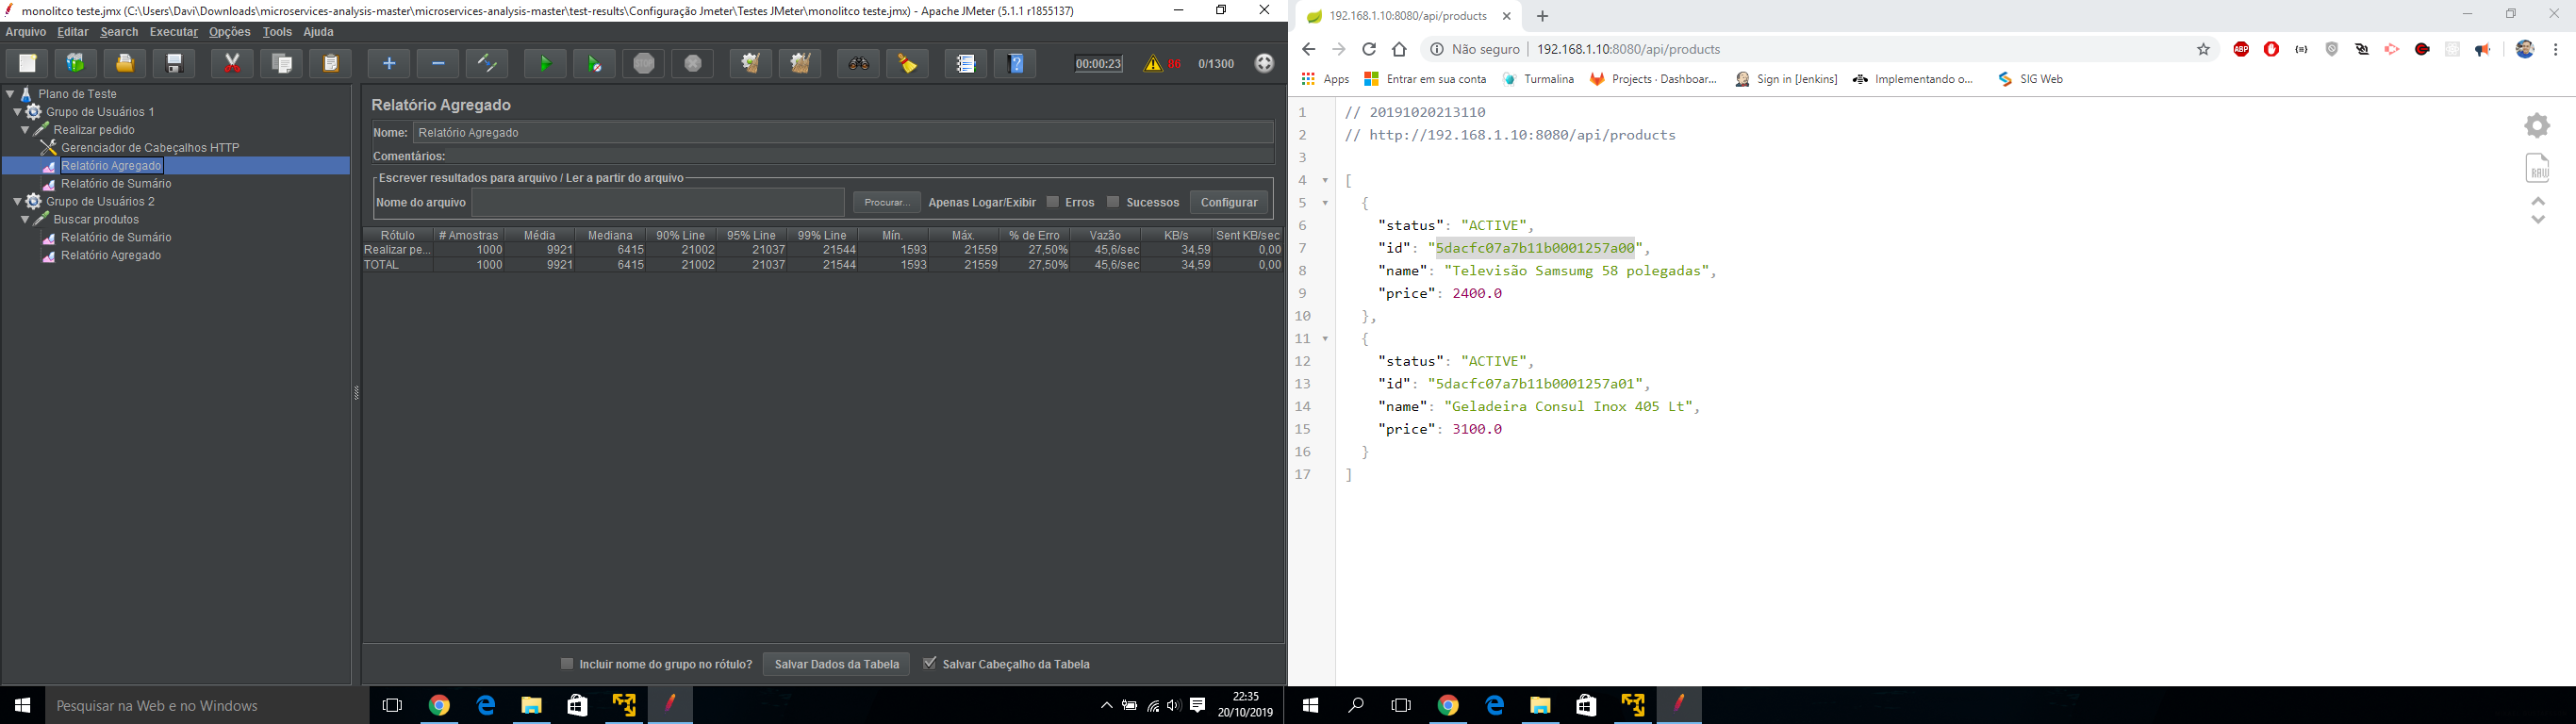 monolitco teste.jmx (C:\Users\Davi\Downloads\microservices-analysis-master\microservices-analysis-master\test-results\Configuração Jmeter\Testes JMeter\monolitco teste.jmx) - Apache JMeter (5.1.1 r1855137)
Arquivo Editar Search Executar Opções Tools Ajuda
00:00:23 86 0/1300
Plano de Teste
Grupo de Usuários 1
Realizar pedido
Gerenciador de Cabeçalhos HTTP
Relatório Agregado
Relatório de Sumário
Grupo de Usuários 2
Buscar produtos
Relatório de Sumário
Relatório Agregado
Relatório Agregado
Nome: Relatório Agregado
Comentários:
Escrever resultados para arquivo / Ler a partir do arquivo
Nome do arquivo Procurar... Apenas Logar/Exibir Erros Sucessos Configurar
Rótulo # Amostras Média Mediana 90% Line 95% Line 99% Line Mín. Máx. % de Erro Vazão KB/s Sent KB/sec
Realizar pe... 1000 9921 6415 21002 21037 21544 1593 21559 27,50% 45,6/sec 34,59 0,00
TOTAL 1000 9921 6415 21002 21037 21544 1593 21559 27,50% 45,6/sec 34,59 0,00
Incluir nome do grupo no rótulo? Salvar Dados da Tabela Salvar Cabeçalho da Tabela
Pesquisar na Web e no Windows
22:35
20/10/2019
192.168.1.10:8080/api/products
Não seguro 192.168.1.10:8080/api/products
ABP
Apps Entrar em sua conta Turmalina Projects · Dashboar... Sign in [Jenkins] Implementando o... SIG Web
1 // 20191020213110
2 // http://192.168.1.10:8080/api/products
3
4 [
5 {
6 "status": "ACTIVE",
7 "id": "5dacfc07a7b11b0001257a00",
8 "name": "Televisão Samsumg 58 polegadas",
9 "price": 2400.0
10 },
11 {
12 "status": "ACTIVE",
13 "id": "5dacfc07a7b11b0001257a01",
14 "name": "Geladeira Consul Inox 405 Lt",
15 "price": 3100.0
16 }
17 ]
RAW